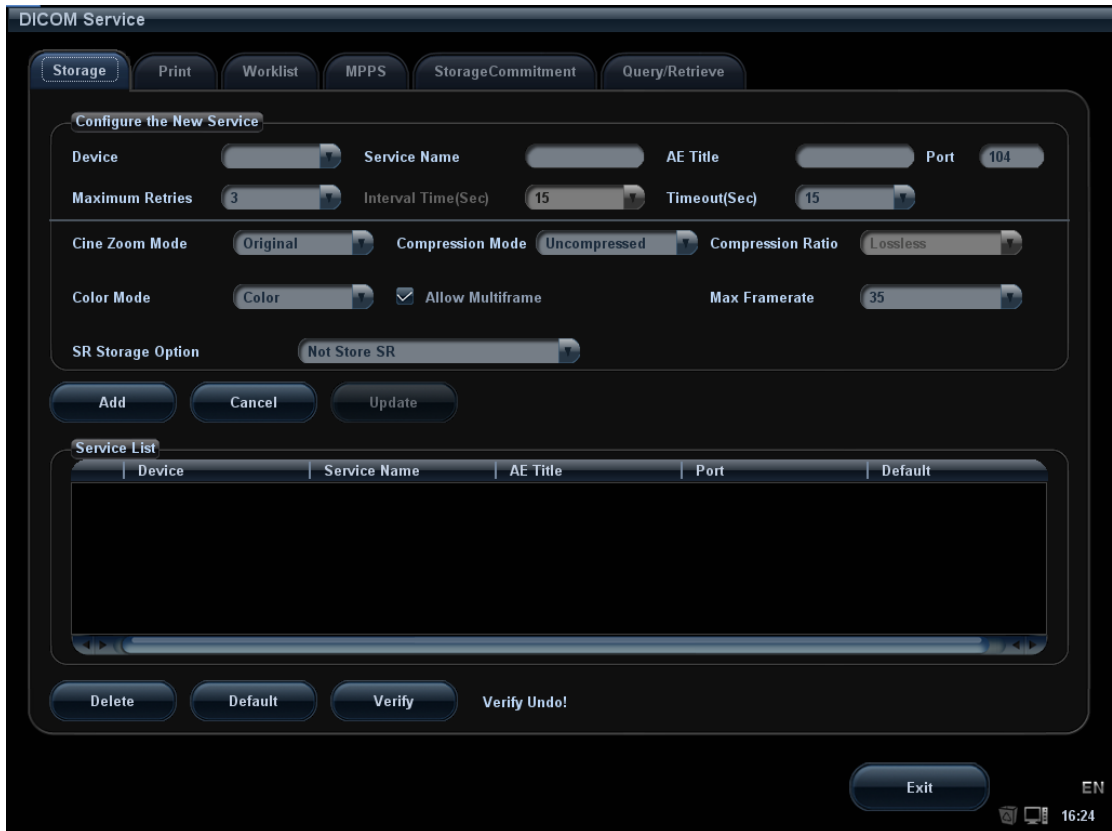 DICOM Service
Storage Print Worklist MPPS StorageCommitment Query/Retrieve
Configure the New Service
Device Service Name AE Title Port 104
Maximum Retries 3 Interval Time(Sec) 15 Timeout(Sec) 15
Cine Zoom Mode Original Compression Mode Uncompressed Compression Ratio Lossless
Color Mode Color Allow Multiframe Max Framerate 35
SR Storage Option Not Store SR
Add Cancel Update
Service List
Device Service Name AE Title Port Default
Delete Default Verify Verify Undo!
Exit
EN
16:24